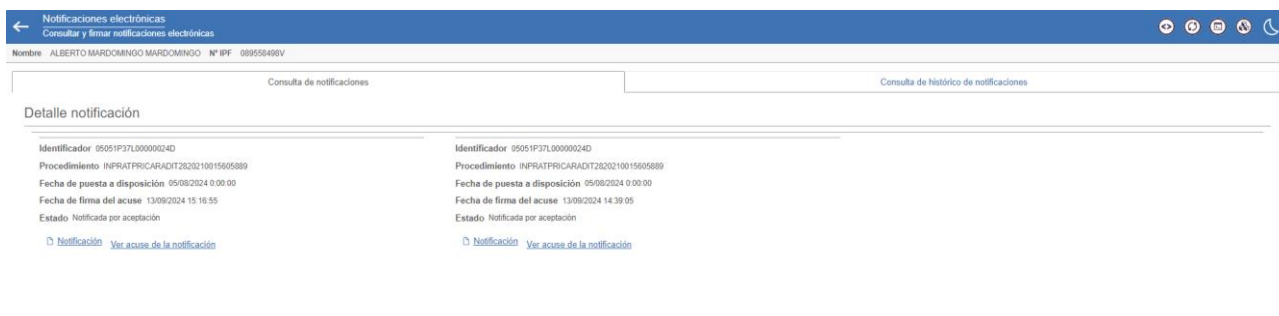 Notificaciones electrónicas
Consultar y firmar notificaciones electrónicas
Nombre ALBERTO MARDOMINGO MARDOMINGO Nº IPF 089558498V
Consulta de notificaciones
Consulta de histórico de notificaciones
Detalle notificación
Identificador 05051P37L00000024D
Procedimiento INPRATPRICARADIT2820210015605889
Fecha de puesta a disposición 05/08/2024 0:00:00
Fecha de firma del acuse 13/09/2024 15:16:55
Estado Notificada por aceptación
Notificación Ver acuse de la notificación
Identificador 05051P37L00000024D
Procedimiento INPRATPRICARADIT2820210015605889
Fecha de puesta a disposición 05/08/2024 0:00:00
Fecha de firma del acuse 13/09/2024 14:39:05
Estado Notificada por aceptación
Notificación Ver acuse de la notificación